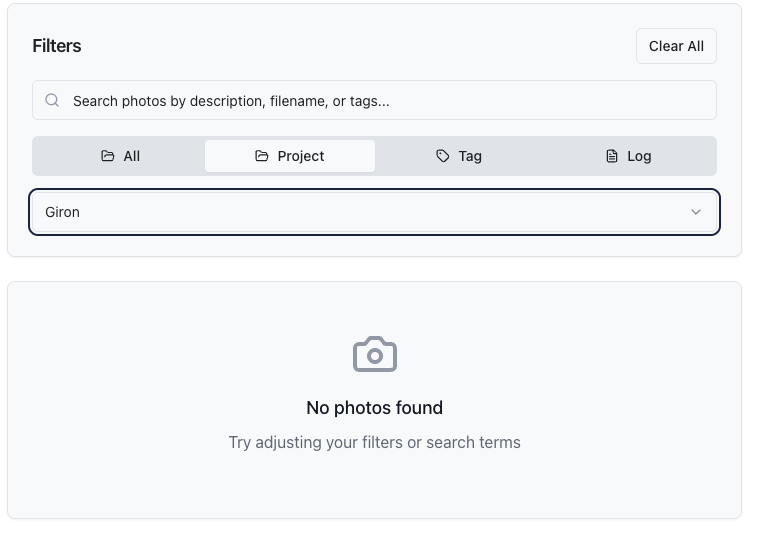 Filters
Clear All
Search photos by description, filename, or tags...
All
Project
Tag
Log
Giron
No photos found
Try adjusting your filters or search terms